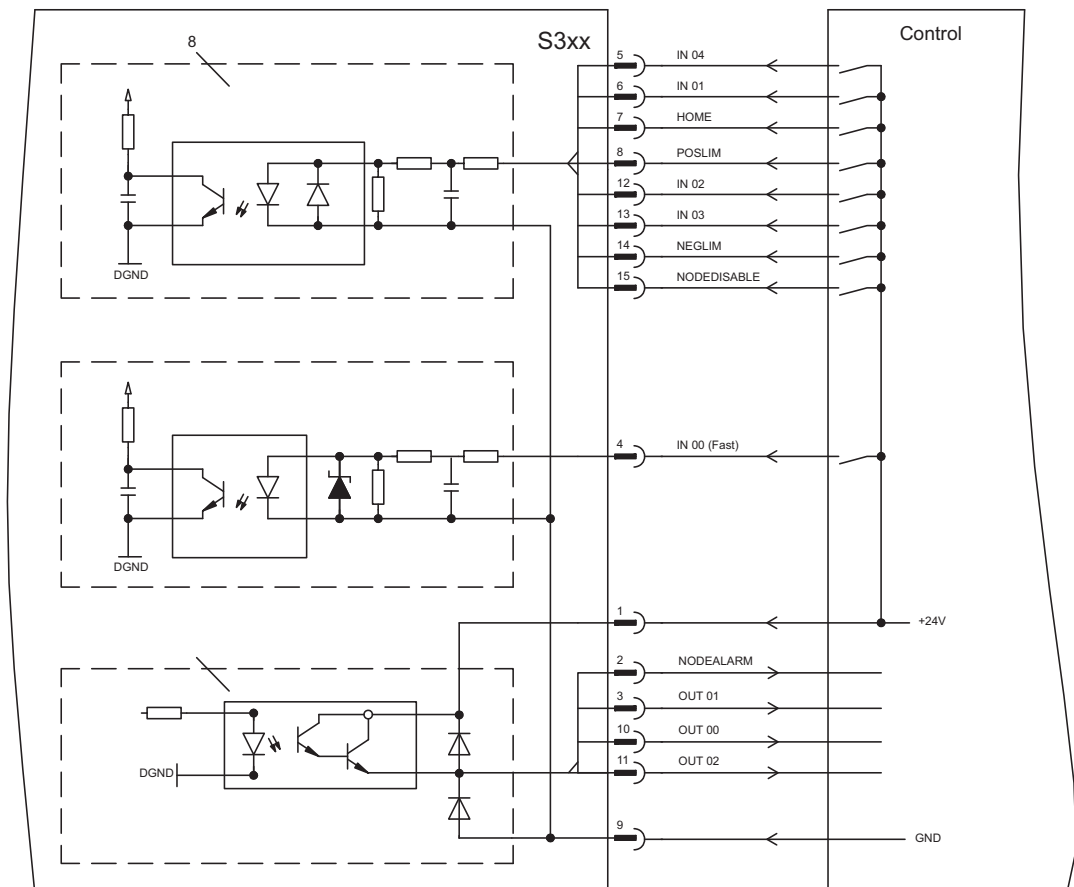 8
S3xx
Control
5 IN 04
6 IN 01
7 HOME
8 POSLIM
12 IN 02
13 IN 03
14 NEGLIM
15 NODEDISABLE
DGND
4 IN 00 (Fast)
DGND
1 +24V
2 NODEALARM
3 OUT 01
10 OUT 00
11 OUT 02
DGND
9 GND